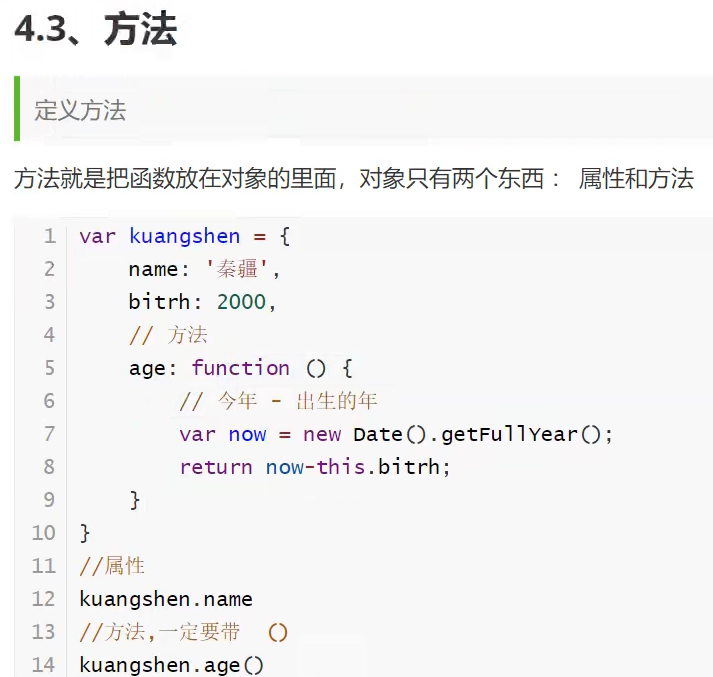 4.3、方法
定义方法
方法就是把函数放在对象的里面，对象只有两个东西： 属性和方法
1 var kuangshen = {
2     name: '秦疆',
3     bitrh: 2000,
4     // 方法
5     age: function () {
6         // 今年 - 出生的年
7         var now = new Date().getFullYear();
8         return now-this.bitrh;
9     }
10 }
11 //属性
12 kuangshen.name
13 //方法,一定要带  ()
14 kuangshen.age()